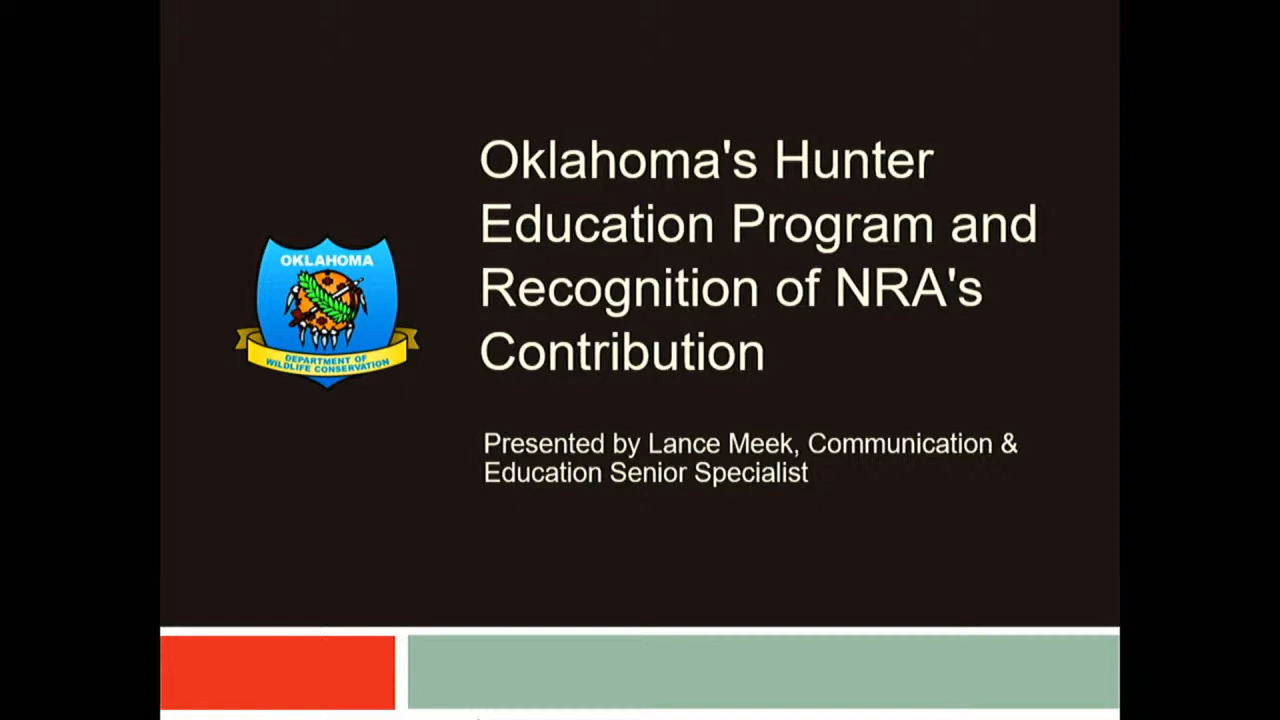 Oklahoma's Hunter
Education Program and
Recognition of NRA's
Contribution
OKLAHOMA
DEPARTMENT OF
WILDLIFE CONSERVATION
Presented by Lance Meek, Communication &
Education Senior Specialist